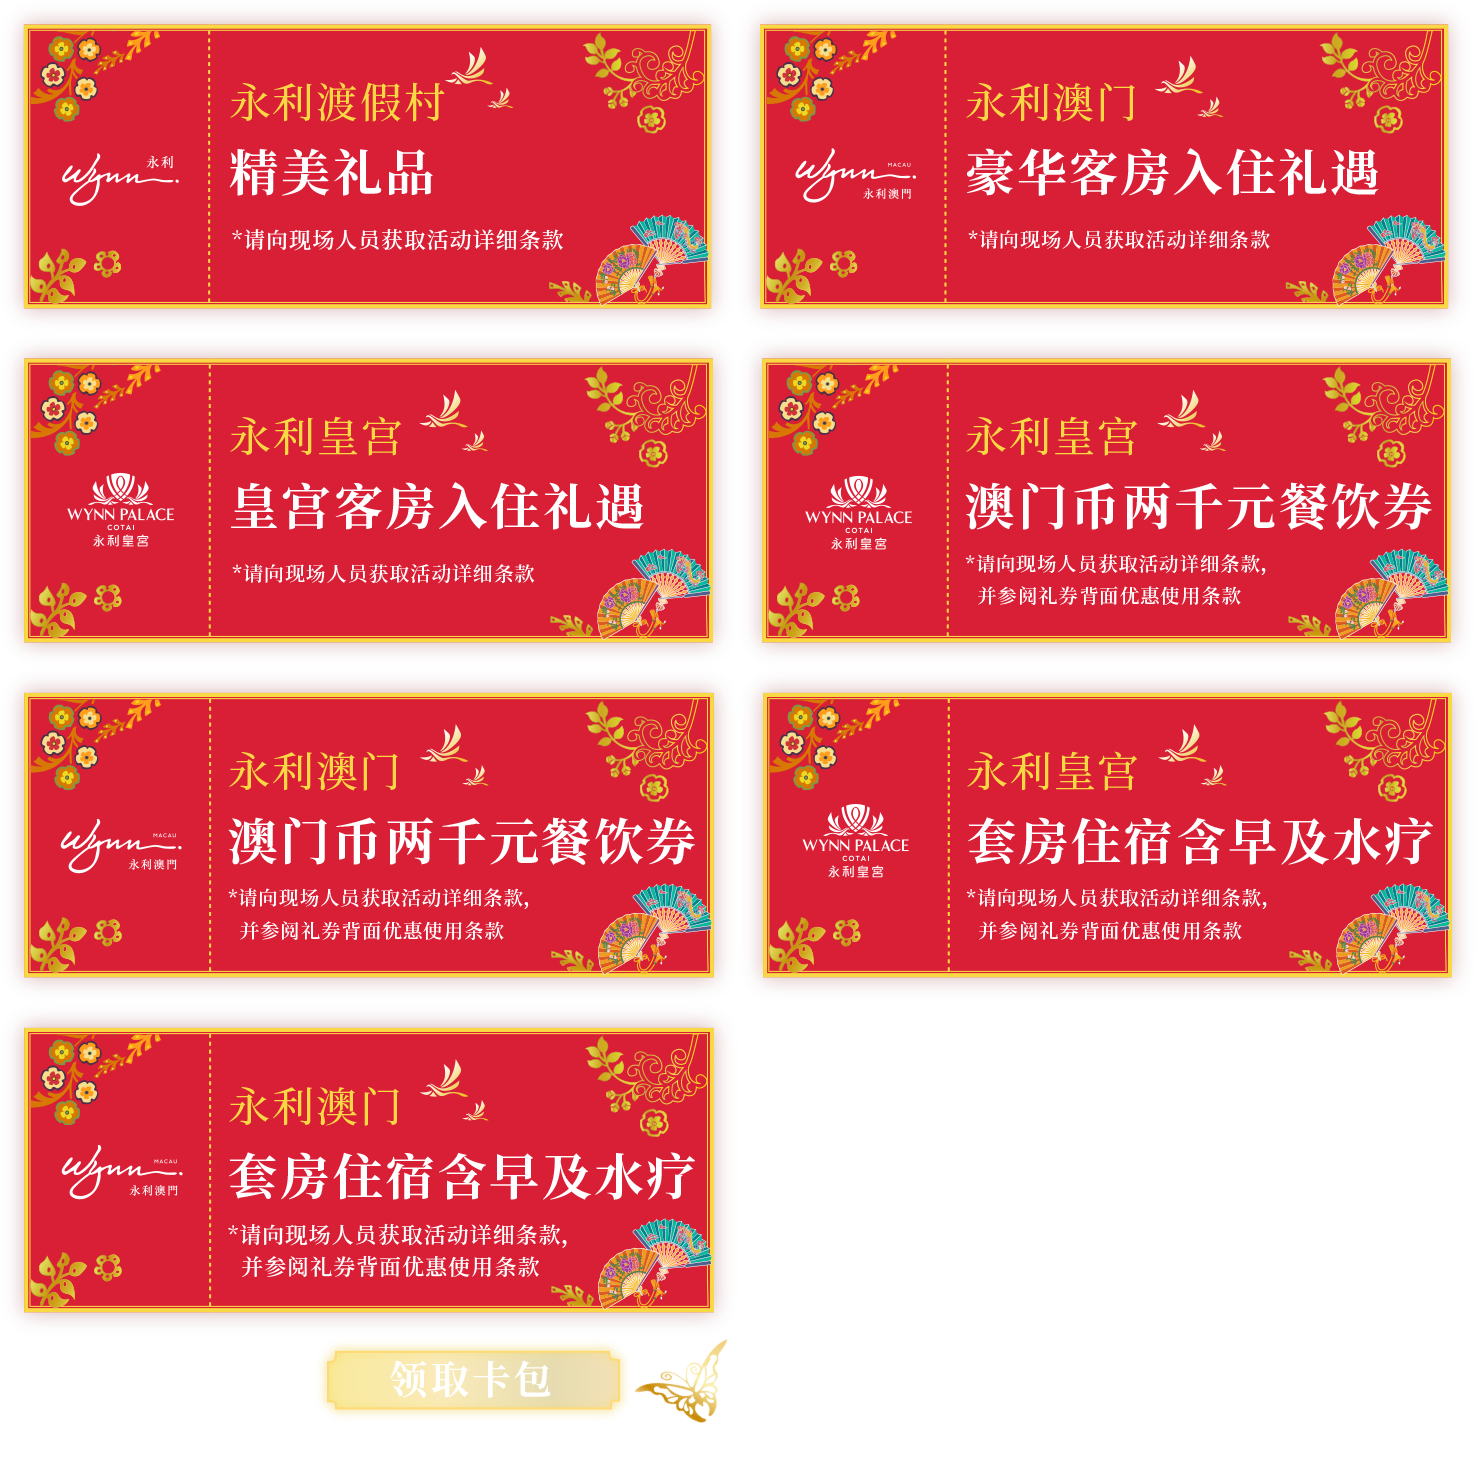 永利渡假村
Wynn 永利.
精美礼品
*请向现场人员获取活动详细条款
永利澳门
Wynn. MACAU
永利澳門
豪华客房入住礼遇
*请向现场人员获取活动详细条款
永利皇宫
WYNN PALACE
COTAI
永利皇宮
皇宫客房入住礼遇
*请向现场人员获取活动详细条款
永利皇宫
WYNN PALACE
COTAI
永利皇宮
澳门币两千元餐饮券
*请向现场人员获取活动详细条款,
并参阅礼券背面优惠使用条款
永利澳门
Wynn. MACAU
永利澳門
澳门币两千元餐饮券
*请向现场人员获取活动详细条款,
并参阅礼券背面优惠使用条款
永利皇宫
WYNN PALACE
COTAI
永利皇宮
套房住宿含早及水疗
*请向现场人员获取活动详细条款,
并参阅礼券背面优惠使用条款
永利澳门
Wynn. MACAU
永利澳門
套房住宿含早及水疗
*请向现场人员获取活动详细条款,
并参阅礼券背面优惠使用条款
领取卡包